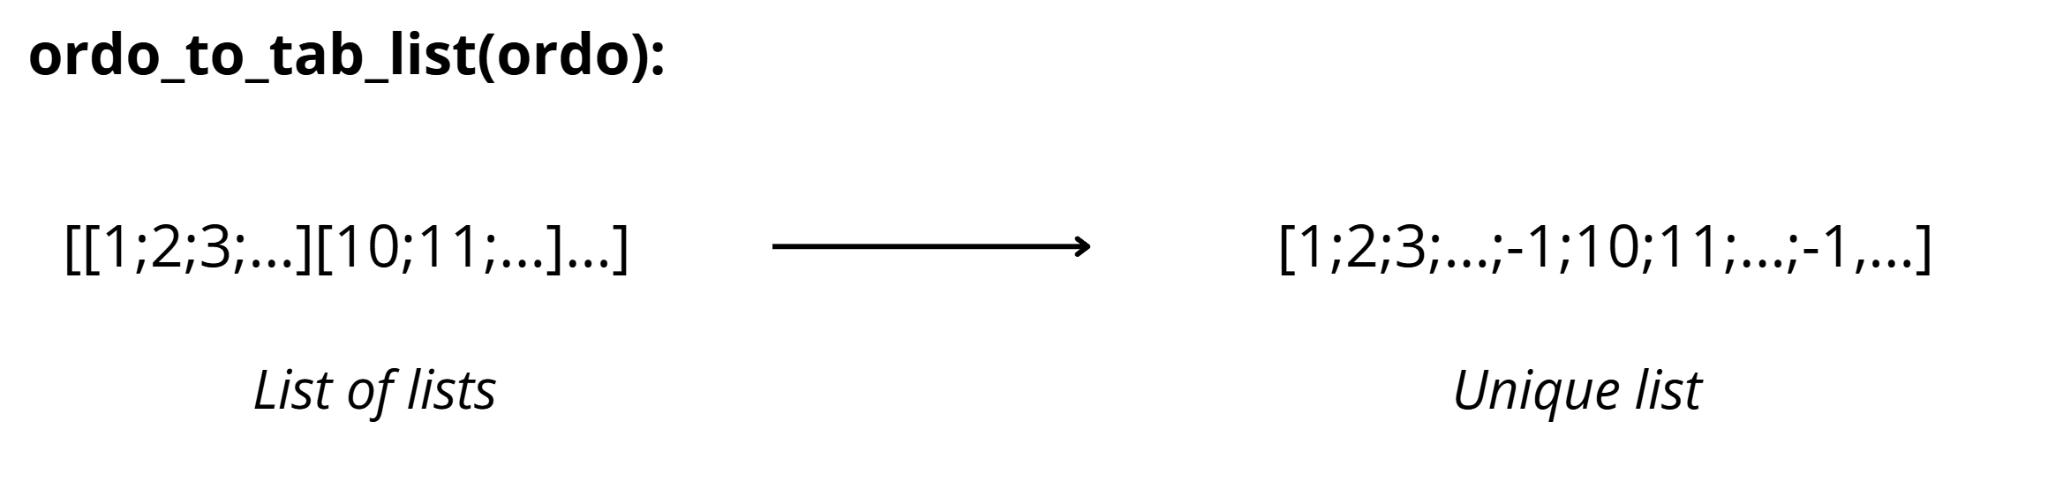 ordo_to_tab_list(ordo):
[[1;2;3;...][10;11;...]...]
[1;2;3;...;-1;10;11;...;-1,...]
List of lists
Unique list